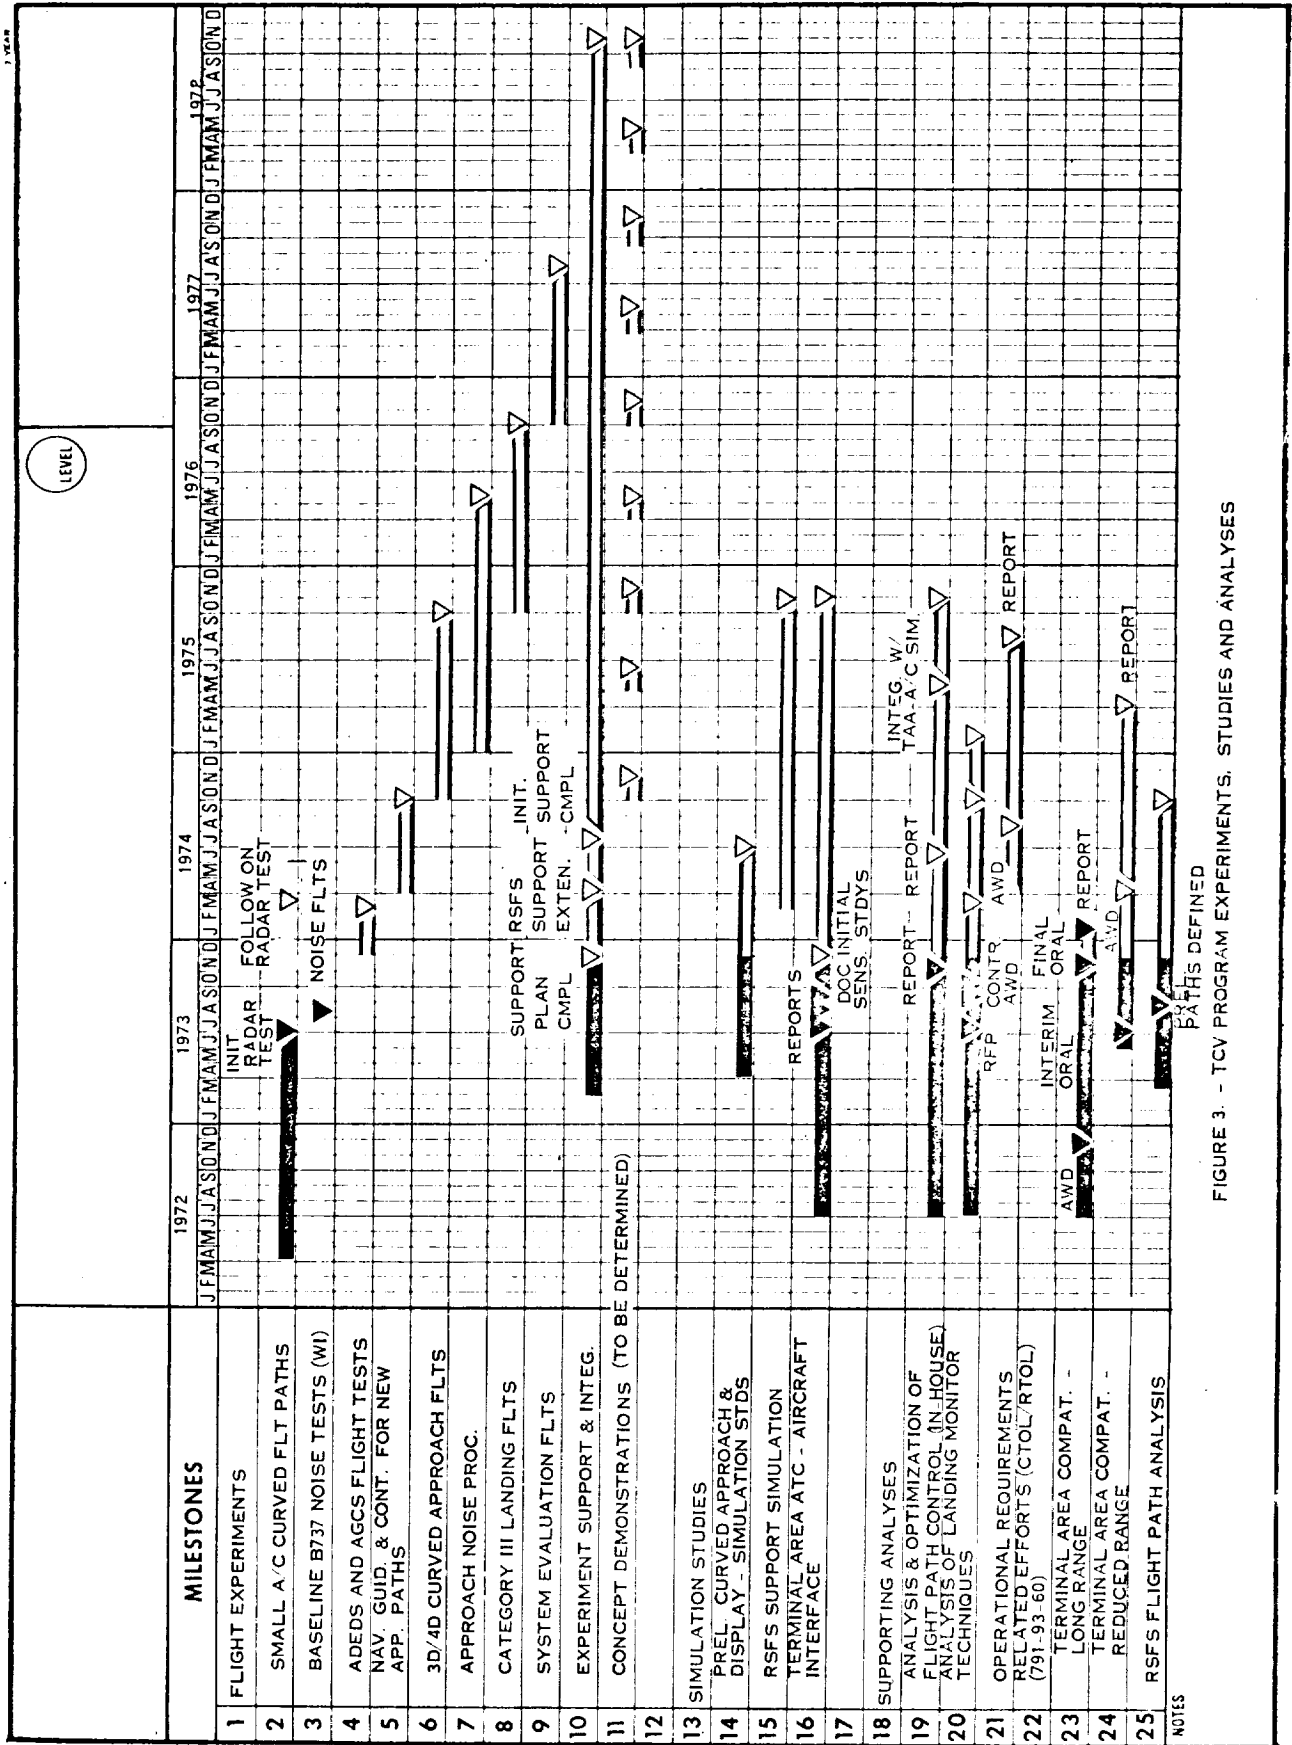 1 YEAR
LEVEL
MILESTONES
1972 1973 1974 1975 1976 1977 1978
J F M A M J J A S O N D J F M A M J J A S O N D J F M A M J J A S O N D J F M A M J J A S O N D J F M A M J J A S O N D J F M A M J J A S O N D J F M A M J J A S O N D
1 FLIGHT EXPERIMENTS
2 SMALL A/C CURVED FLT PATHS
INIT
RADAR
TEST
FOLLOW ON
RADAR TEST
3 BASELINE B737 NOISE TESTS (WI)
NOISE FLTS
4 ADEDS AND AGCS FLIGHT TESTS
5 NAV. GUID. & CONT. FOR NEW
APP. PATHS
6 3D/4D CURVED APPROACH FLTS
7 APPROACH NOISE PROC.
8 CATEGORY III LANDING FLTS
9 SYSTEM EVALUATION FLTS
10 EXPERIMENT SUPPORT & INTEG.
SUPPORT
PLAN
CMPL
RSFS
SUPPORT
EXTEN.
INIT.
SUPPORT
CMPL
11 CONCEPT DEMONSTRATIONS (TO BE DETERMINED)
12
13 SIMULATION STUDIES
14 PREL. CURVED APPROACH &
DISPLAY - SIMULATION STDS
15 RSFS SUPPORT SIMULATION
16 TERMINAL AREA ATC - AIRCRAFT
INTERFACE
REPORTS
DOC INITIAL
SENS. STDYS
17
18 SUPPORTING ANALYSES
19 ANALYSIS & OPTIMIZATION OF
FLIGHT PATH CONTROL (IN-HOUSE)
REPORT
REPORT
INTEG. W/
TAA-A/C SIM
20 ANALYSIS OF LANDING MONITOR
TECHNIQUES
RFP
CONTR
AWD
21 OPERATIONAL REQUIREMENTS
AWD
REPORT
22 RELATED EFFORTS (CTOL/RTOL)
(791-93-60)
23 TERMINAL AREA COMPAT. -
LONG RANGE
AWD
INTERIM
ORAL
FINAL
ORAL
REPORT
24 TERMINAL AREA COMPAT. -
REDUCED RANGE
AWD
REPORT
25 RSFS FLIGHT PATH ANALYSIS
PATHS DEFINED
NOTES
FIGURE 3. - TCV PROGRAM EXPERIMENTS, STUDIES AND ANALYSES